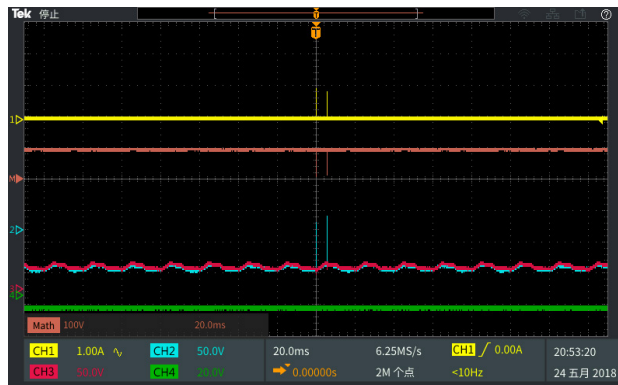 Tek 停止
T
T
1
M
2
3
4
Math 100V 20.0ms
CH1 1.00A CH2 50.0V 20.0ms 6.25MS/s CH1 0.00A 20:53:20
CH3 50.0V CH4 20.0V 0.00000s 2M 个点 <10Hz 24 五月 2018